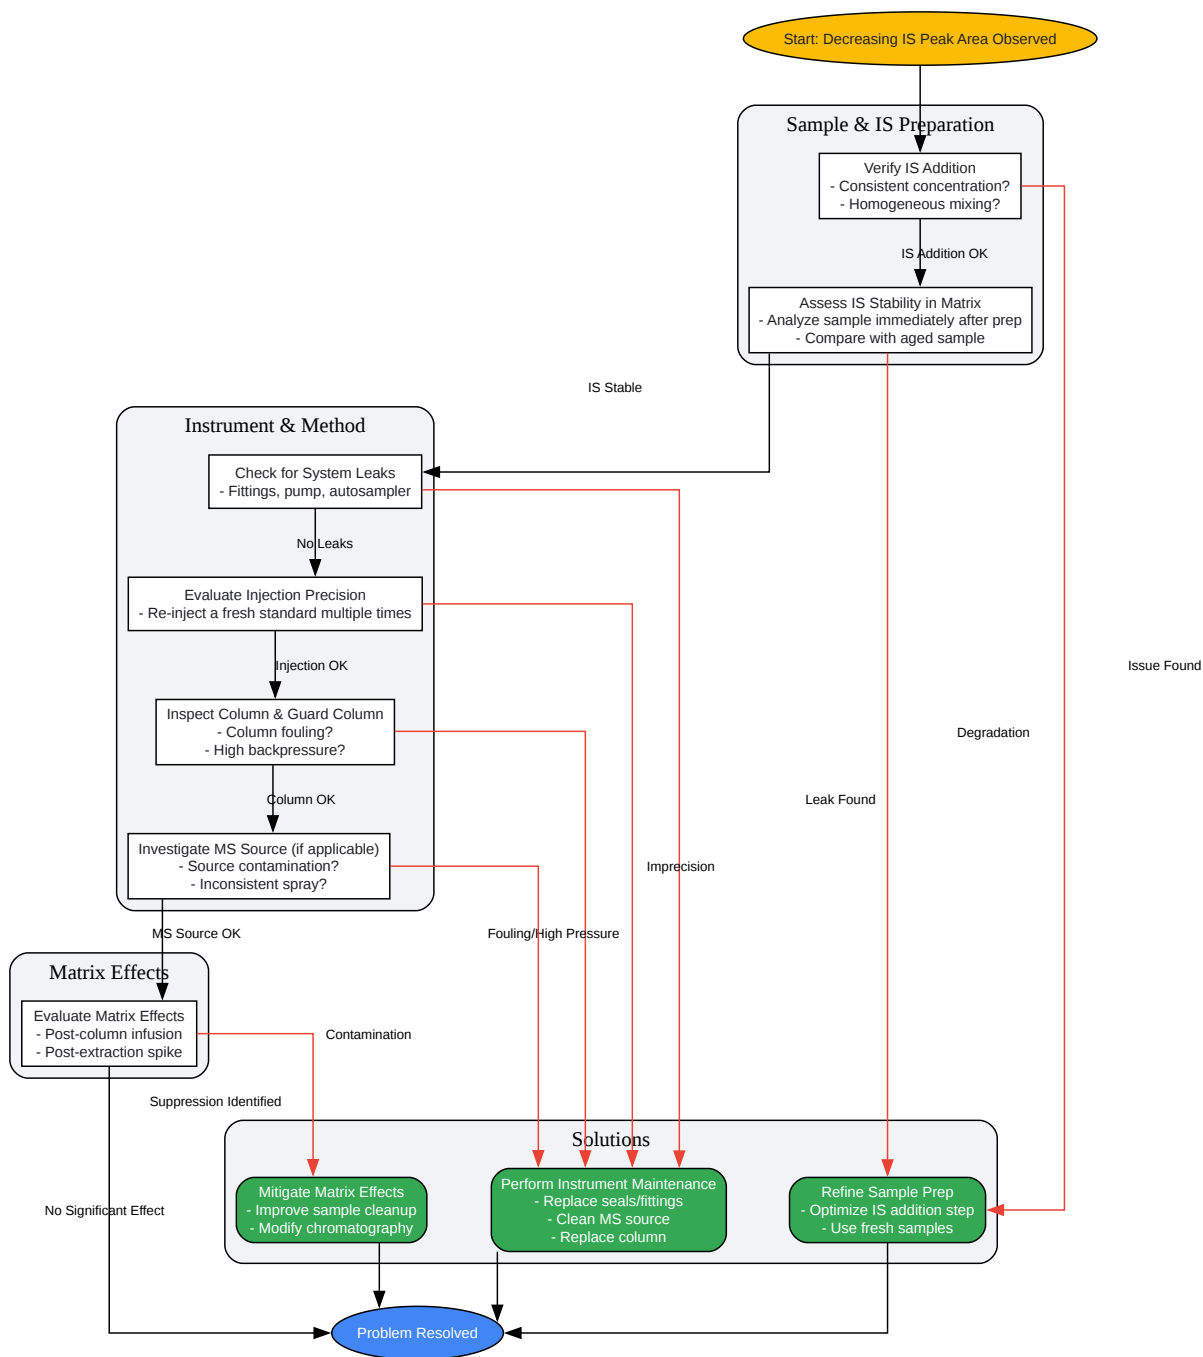 Start: Decreasing IS Peak Area Observed
Sample & IS Preparation
Verify IS Addition
- Consistent concentration?
- Homogeneous mixing?
IS Addition OK
Assess IS Stability in Matrix
- Analyze sample immediately after prep
- Compare with aged sample
IS Stable
Instrument & Method
Check for System Leaks
- Fittings, pump, autosampler
No Leaks
Evaluate Injection Precision
- Re-inject a fresh standard multiple times
Injection OK
Issue Found
Inspect Column & Guard Column
- Column fouling?
- High backpressure?
Degradation
Column OK
Leak Found
Investigate MS Source (if applicable)
- Source contamination?
- Inconsistent spray?
Imprecision
MS Source OK
Fouling/High Pressure
Matrix Effects
Evaluate Matrix Effects
- Post-column infusion
- Post-extraction spike
Contamination
Suppression Identified
Solutions
Mitigate Matrix Effects
- Improve sample cleanup
- Modify chromatography
Perform Instrument Maintenance
- Replace seals/fittings
- Clean MS source
- Replace column
Refine Sample Prep
- Optimize IS addition step
- Use fresh samples
No Significant Effect
Problem Resolved